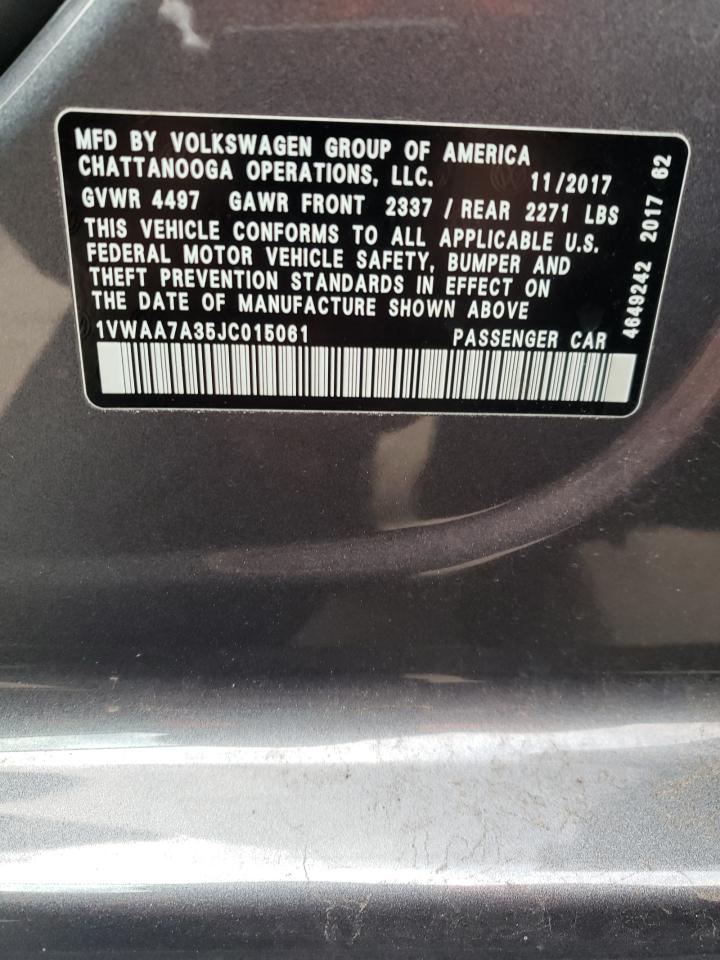 MFD BY VOLKSWAGEN GROUP OF AMERICA
CHATTANOOGA OPERATIONS, LLC. 11/2017
GVWR 4497 GAWR FRONT 2337 / REAR 2271 LBS
THIS VEHICLE CONFORMS TO ALL APPLICABLE U.S.
FEDERAL MOTOR VEHICLE SAFETY, BUMPER AND
THEFT PREVENTION STANDARDS IN EFFECT ON
THE DATE OF MANUFACTURE SHOWN ABOVE
1VWAA7A35JC015061 PASSENGER CAR
4649242 2017 62